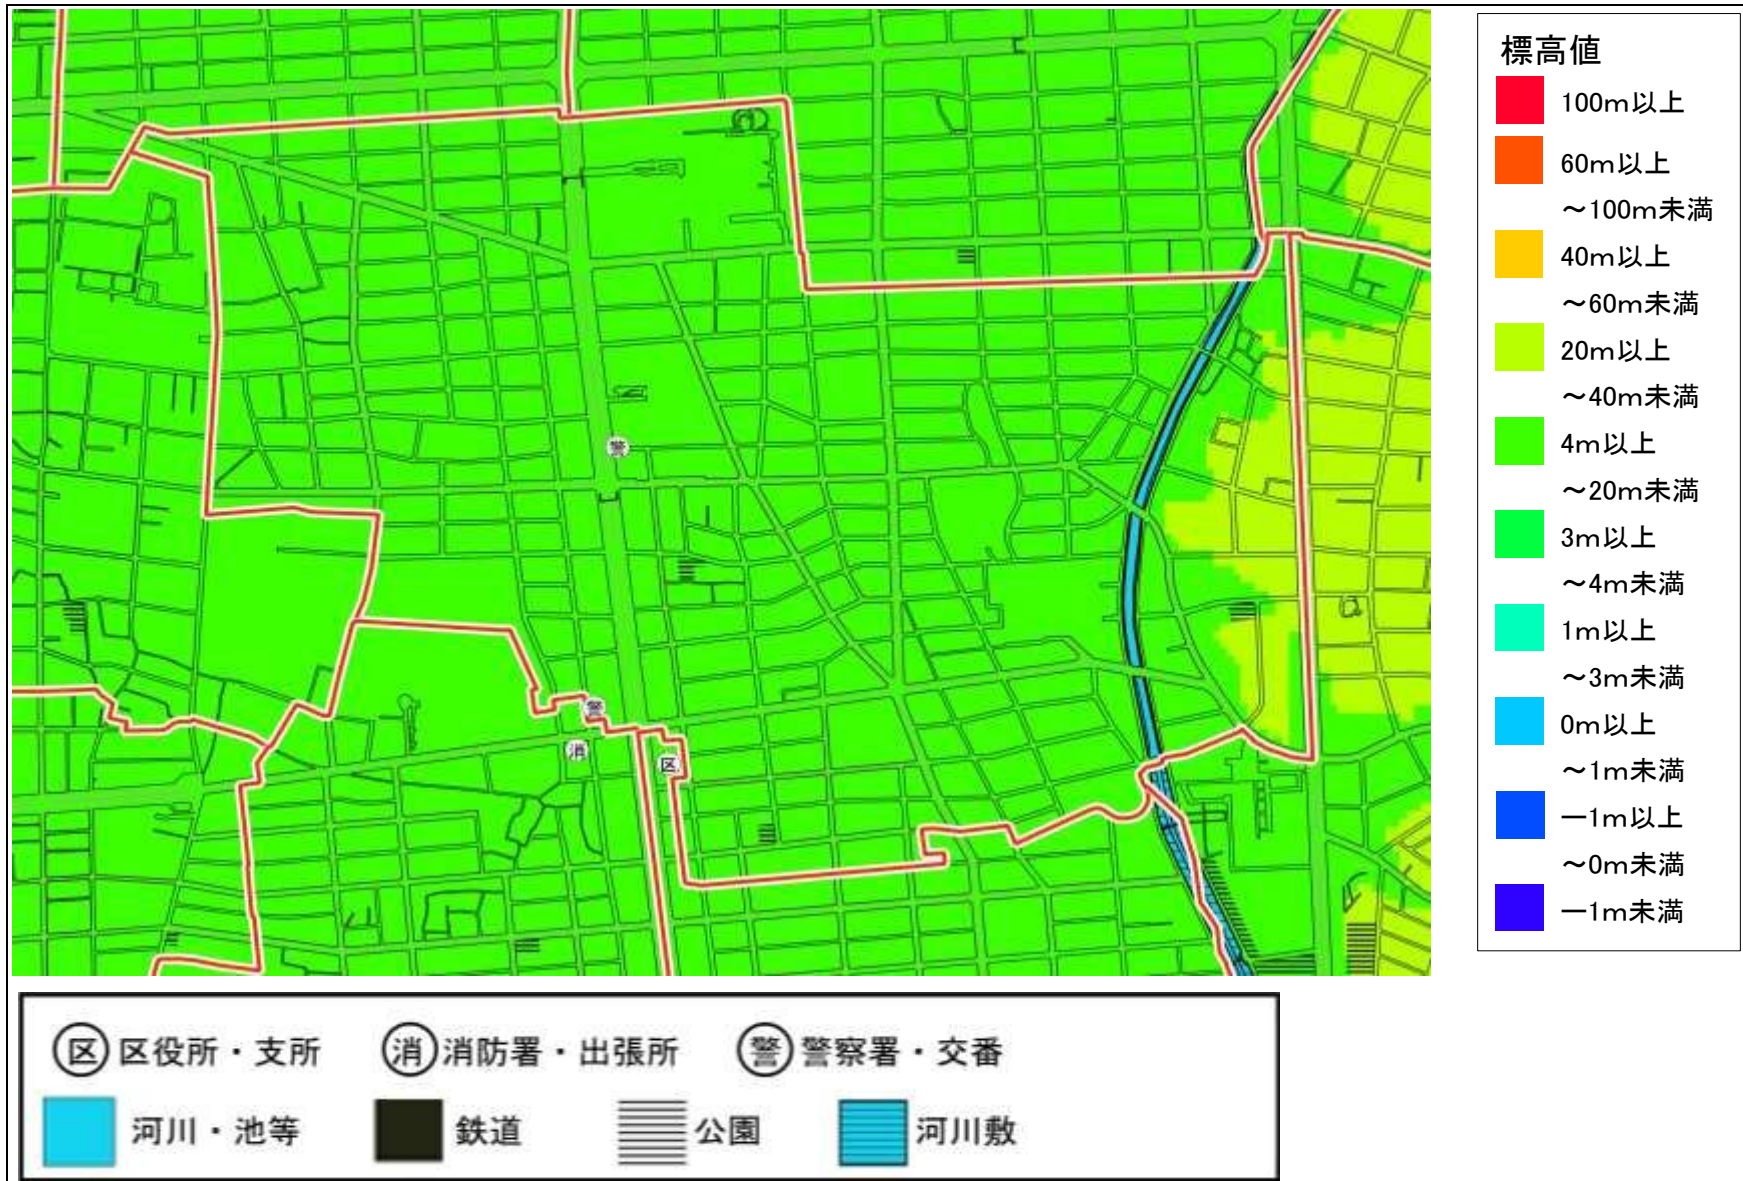 警
警
消
区
標高値
100m以上
60m以上
～100m未満
40m以上
～60m未満
20m以上
～40m未満
4m以上
～20m未満
3m以上
～4m未満
1m以上
～3m未満
0m以上
～1m未満
－1m以上
～0m未満
－1m未満
区 区役所・支所 消 消防署・出張所 警 警察署・交番
河川・池等 鉄道 公園 河川敷